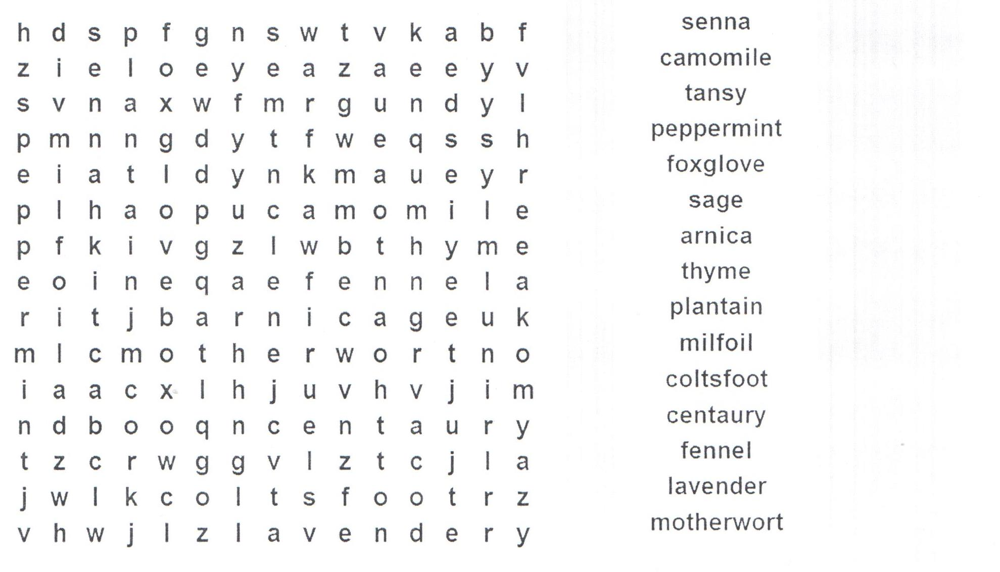 h d s p f g n s w t v k a b f
z i e l o e y e a z a e e y v
s v n a x w f m r g u n d y l
p m n n g d y t f w e q s s h
e i a t l d y n k m a u e y r
p l h a o p u c a m o m i l e
p f k i v g z l w b t h y m e
e o i n e q a e f e n n e l a
r i t j b a r n i c a g e u k
m l c m o t h e r w o r t n o
i a a c x l h j u v h v j i m
n d b o o q n c e n t a u r y
t z c r w g g v l z t c j l a
j w l k c o l t s f o o t r z
v h w j l z l a v e n d e r y
senna
camomile
tansy
peppermint
foxglove
sage
arnica
thyme
plantain
milfoil
coltsfoot
centaury
fennel
lavender
motherwort